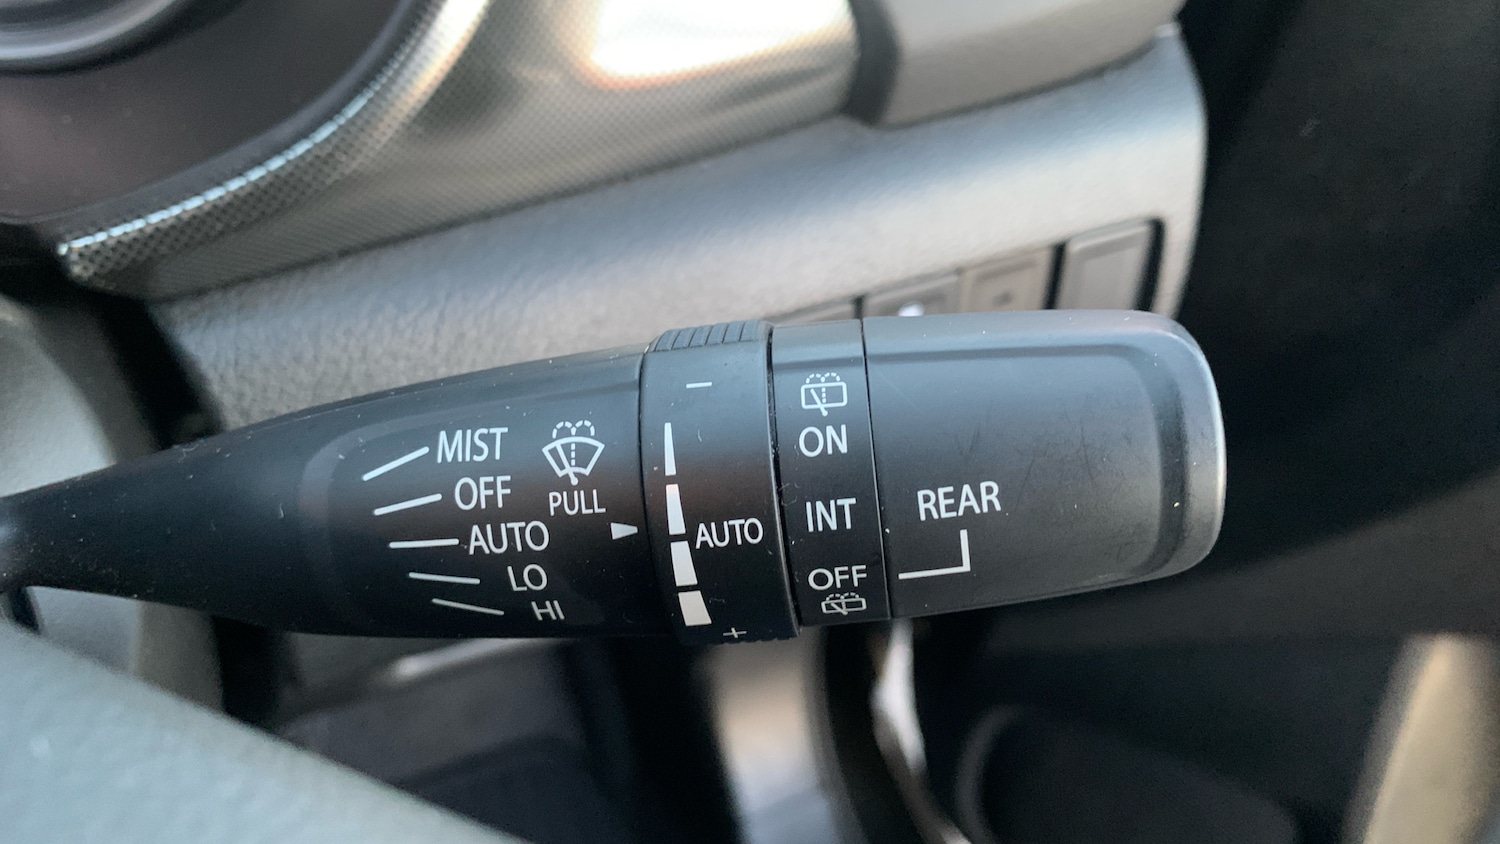 MIST
OFF
AUTO
LO
HI
PULL
−
AUTO
+
ON
INT
OFF
REAR